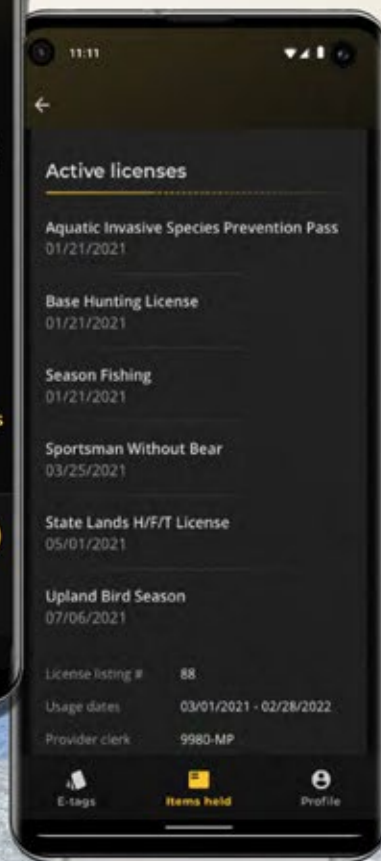 11:11
Active licenses
Aquatic Invasive Species Prevention Pass
01/21/2021
Base Hunting License
01/21/2021
Season Fishing
01/21/2021
Sportsman Without Bear
03/25/2021
State Lands H/F/T License
05/01/2021
Upland Bird Season
07/06/2021
License listing # 88
Usage dates 03/01/2021 - 02/28/2022
Provider clerk 9980-MP
E-tags Items held Profile
s